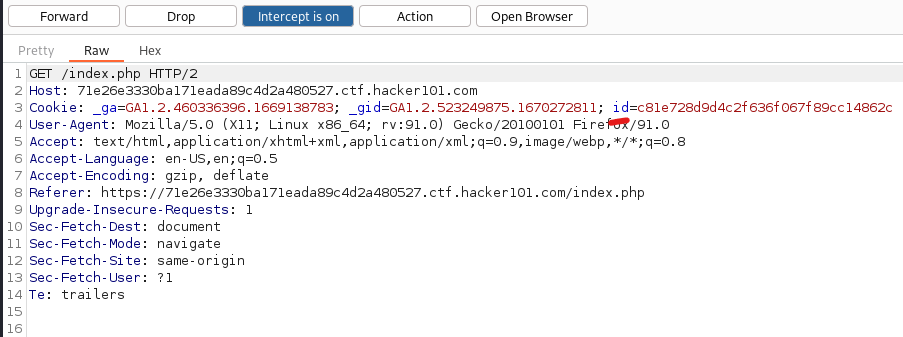 Forward Drop Intercept is on Action Open Browser
Pretty Raw Hex
1 GET /index.php HTTP/2
2 Host: 71e26e3330ba171eada89c4d2a480527.ctf.hacker101.com
3 Cookie: _ga=GA1.2.460336396.1669138783; _gid=GA1.2.523249875.1670272811; id=c81e728d9d4c2f636f067f89cc14862c
4 User-Agent: Mozilla/5.0 (X11; Linux x86_64; rv:91.0) Gecko/20100101 Firefox/91.0
5 Accept: text/html,application/xhtml+xml,application/xml;q=0.9,image/webp,*/*;q=0.8
6 Accept-Language: en-US,en;q=0.5
7 Accept-Encoding: gzip, deflate
8 Referer: https://71e26e3330ba171eada89c4d2a480527.ctf.hacker101.com/index.php
9 Upgrade-Insecure-Requests: 1
10 Sec-Fetch-Dest: document
11 Sec-Fetch-Mode: navigate
12 Sec-Fetch-Site: same-origin
13 Sec-Fetch-User: ?1
14 Te: trailers
15
16